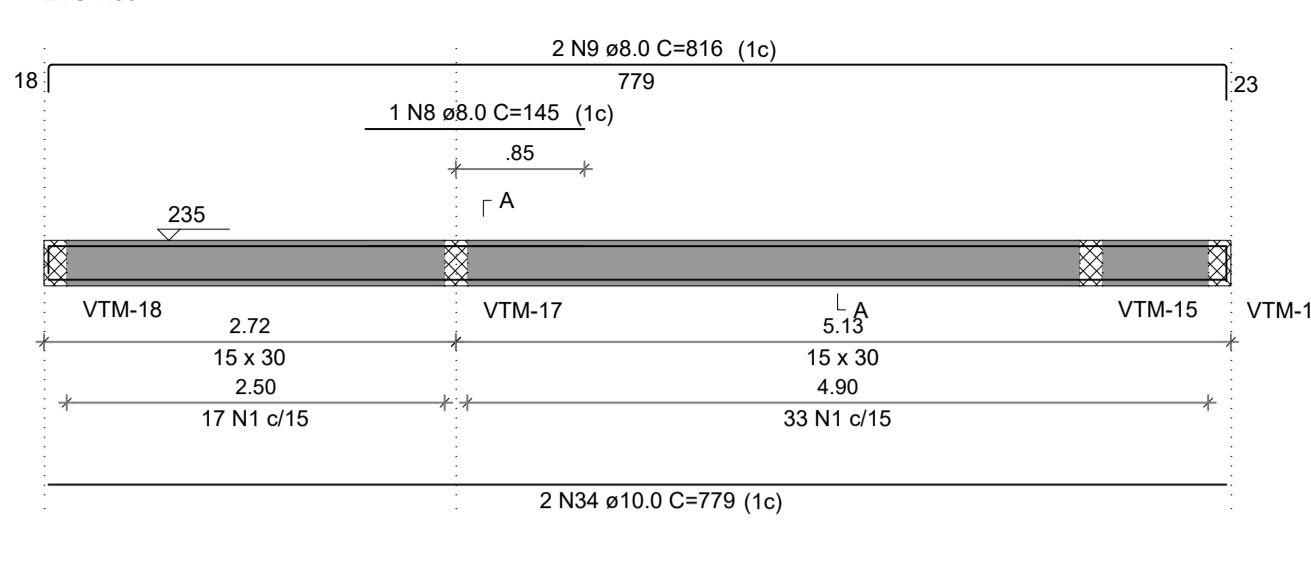 2 N9 ø8.0 C=816 (1c)
18
779
23
1 N8 ø8.0 C=145 (1c)
.85
A
235
VTM-18
VTM-17
A
VTM-15
VTM-1
2.72
5.13
15 x 30
15 x 30
2.50
4.90
17 N1 c/15
33 N1 c/15
2 N34 ø10.0 C=779 (1c)